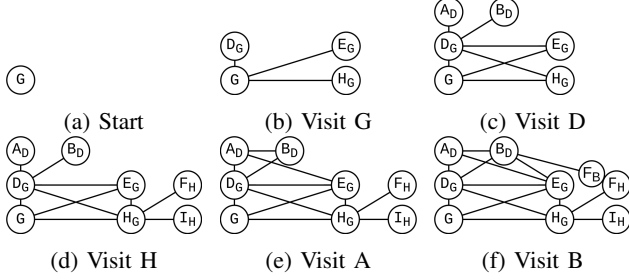 G
(a) Start
D_G E_G
G H_G
(b) Visit G
A_D B_D
D_G E_G
G H_G
(c) Visit D
A_D B_D
D_G E_G F_H
G H_G I_H
(d) Visit H
A_D B_D
D_G E_G F_H
G H_G I_H
(e) Visit A
A_D B_D
F_B
D_G E_G F_H
G H_G I_H
(f) Visit B